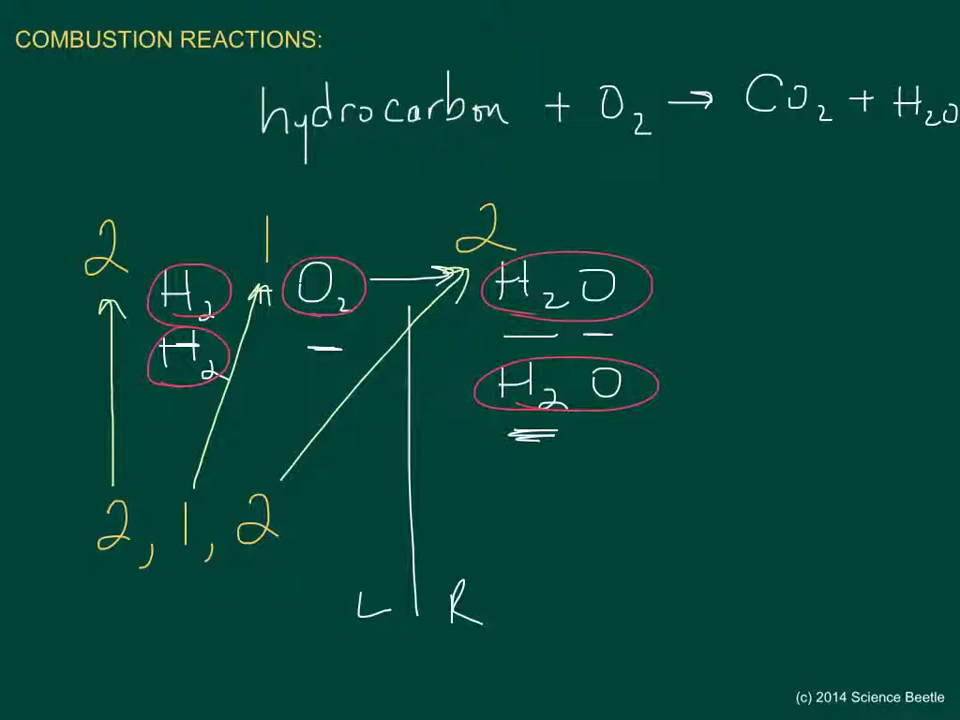 COMBUSTION REACTIONS:
hydrocarbon + O₂ → CO₂ + H₂O
2 1 2
H₂ O₂ → H₂O
H₂ H₂O
2, 1, 2
L R
(c) 2014 Science Beetle